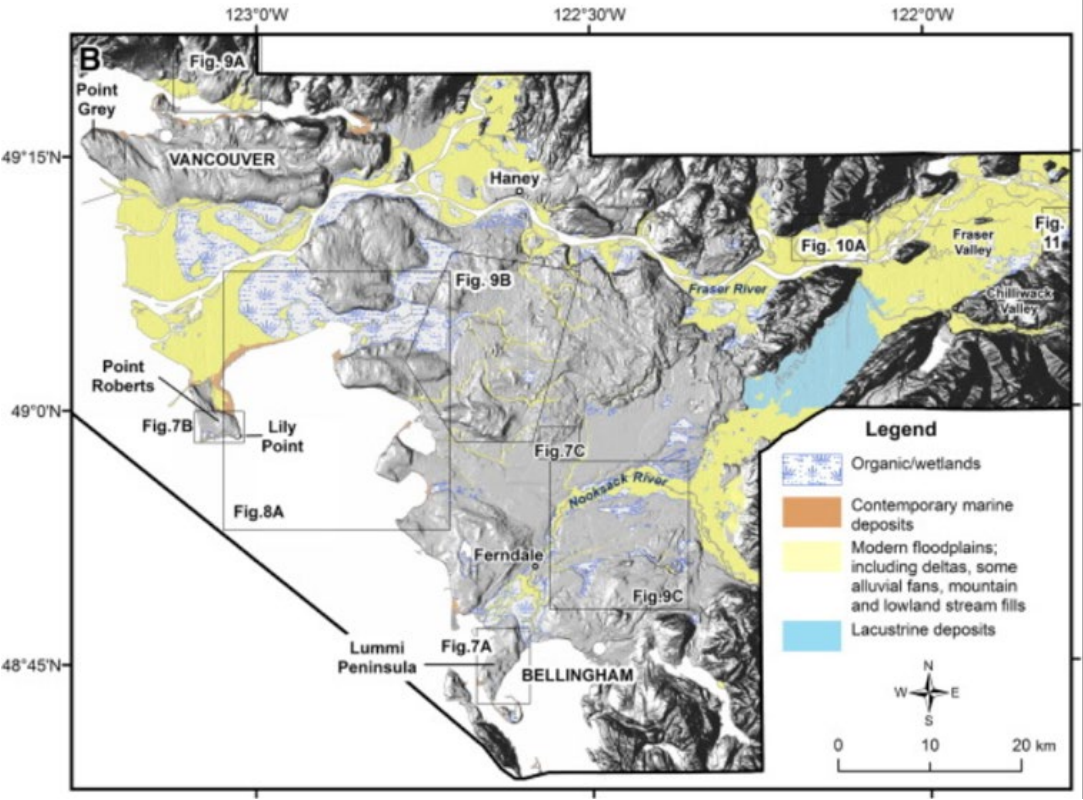 123°0'W
122°30'W
122°0'W
B
Fig. 9A
Point
Grey
49°15'N
VANCOUVER
Haney
Fig. 10A
Fraser
Valley
Fig.
11
Fig. 9B
Fraser River
Chilliwack
Valley
Point
Roberts
49°0'N
Fig.7B
Lily
Point
Fig.7C
Nooksack River
Fig.8A
Ferndale
Fig.9C
Lummi
Peninsula
Fig.7A
48°45'N
BELLINGHAM
Legend
Organic/wetlands
Contemporary marine
deposits
Modern floodplains;
including deltas, some
alluvial fans, mountain
and lowland stream fills
Lacustrine deposits
N
W
E
S
0
10
20 km